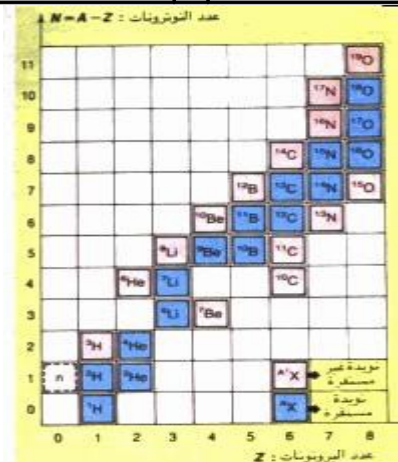 N=A-Z : عدد النوترونات
11 ¹⁹O
10 ¹⁷N ¹⁸O
9 ¹⁶N ¹⁷O
8 ¹⁴C ¹⁵N ¹⁶O
7 ¹²B ¹³C ¹⁴N ¹⁵O
6 ¹⁰Be ¹¹B ¹²C ¹³N
5 ⁸Li ⁹Be ¹⁰B ¹¹C
4 ⁶He ⁷Li ¹⁰C
3 ⁶Li ⁷Be
2 ³H ⁴He
1 n ²H ³He ᴬ'X نويدة غير مستقرة
0 ¹H ᴬX نويدة مستقرة
0 1 2 3 4 5 6 7 8
عدد البروتونات : Z